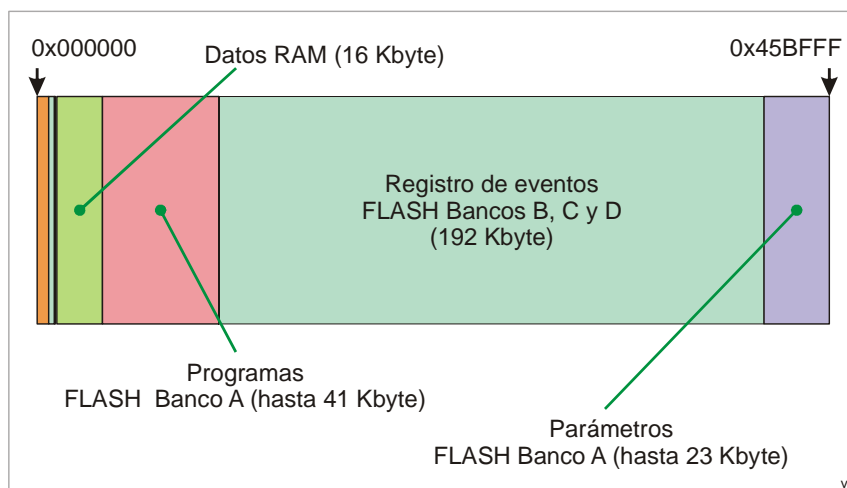 0x000000
Datos RAM (16 Kbyte)
0x45BFFF
Registro de eventos
FLASH Bancos B, C y D
(192 Kbyte)
Programas
FLASH Banco A (hasta 41 Kbyte)
Parámetros
FLASH Banco A (hasta 23 Kbyte)